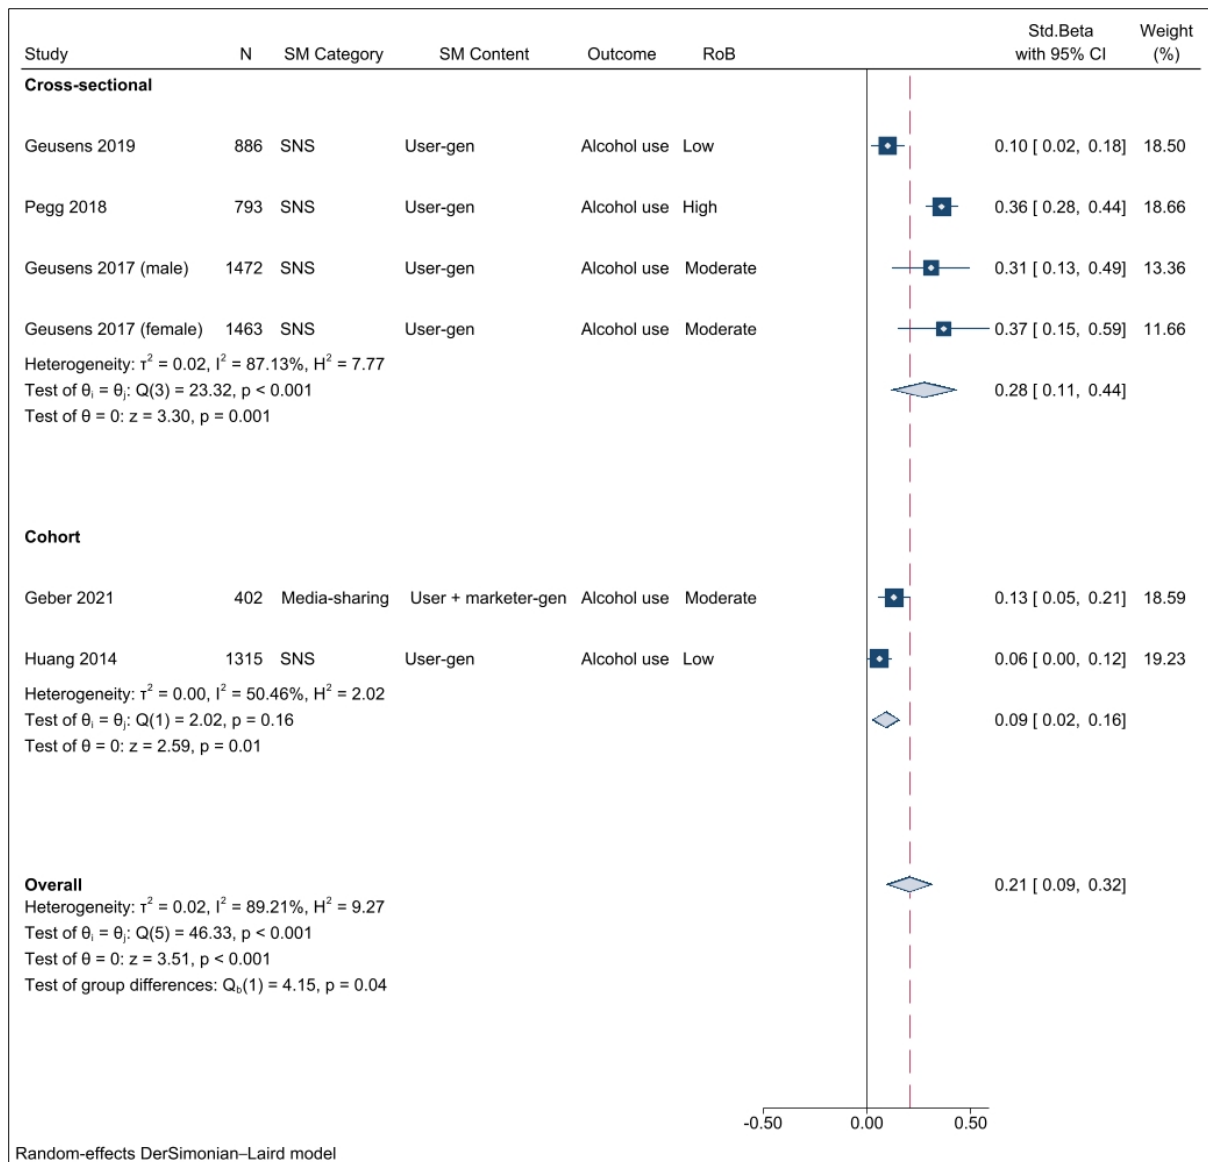 Std.Beta Weight
Study N SM Category SM Content Outcome RoB with 95% CI (%)
Cross-sectional
Geusens 2019 886 SNS User-gen Alcohol use Low 0.10 [ 0.02, 0.18] 18.50
Pegg 2018 793 SNS User-gen Alcohol use High 0.36 [ 0.28, 0.44] 18.66
Geusens 2017 (male) 1472 SNS User-gen Alcohol use Moderate 0.31 [ 0.13, 0.49] 13.36
Geusens 2017 (female) 1463 SNS User-gen Alcohol use Moderate 0.37 [ 0.15, 0.59] 11.66
Heterogeneity: τ² = 0.02, I² = 87.13%, H² = 7.77
Test of θᵢ = θⱼ: Q(3) = 23.32, p < 0.001 0.28 [ 0.11, 0.44]
Test of θ = 0: z = 3.30, p = 0.001
Cohort
Geber 2021 402 Media-sharing User + marketer-gen Alcohol use Moderate 0.13 [ 0.05, 0.21] 18.59
Huang 2014 1315 SNS User-gen Alcohol use Low 0.06 [ 0.00, 0.12] 19.23
Heterogeneity: τ² = 0.00, I² = 50.46%, H² = 2.02
Test of θᵢ = θⱼ: Q(1) = 2.02, p = 0.16 0.09 [ 0.02, 0.16]
Test of θ = 0: z = 2.59, p = 0.01
Overall 0.21 [ 0.09, 0.32]
Heterogeneity: τ² = 0.02, I² = 89.21%, H² = 9.27
Test of θᵢ = θⱼ: Q(5) = 46.33, p < 0.001
Test of θ = 0: z = 3.51, p < 0.001
Test of group differences: Q_b(1) = 4.15, p = 0.04
-0.50 0.00 0.50
Random-effects DerSimonian–Laird model